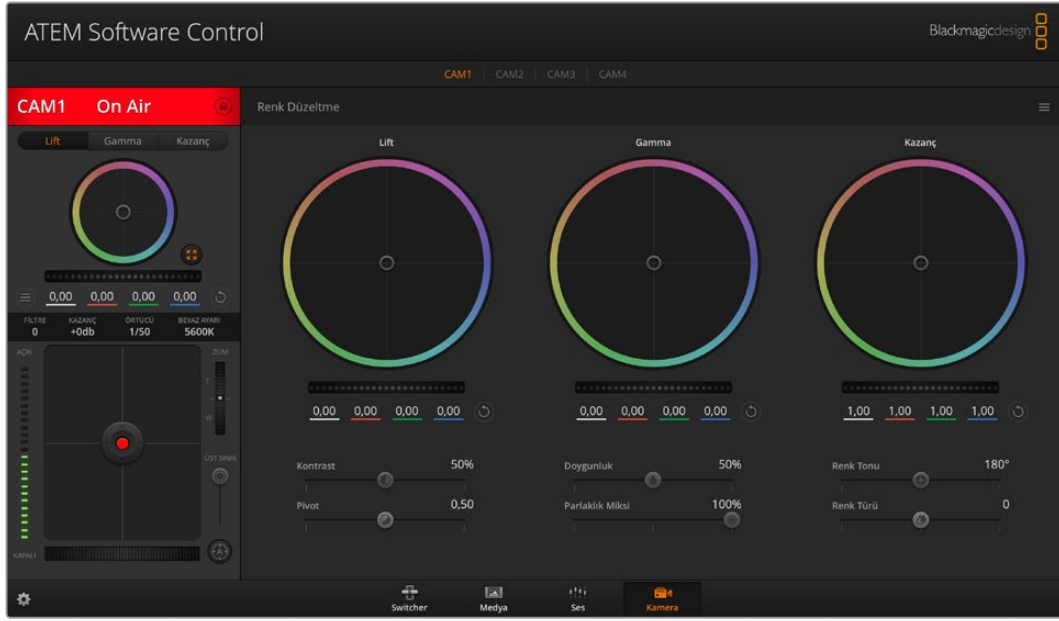 ATEM Software Control
Blackmagicdesign
CAM1 CAM2 CAM3 CAM4
CAM1 On Air
Renk Düzeltme
Lift Gamma Kazanç
Lift Gamma Kazanç
0,00 0,00 0,00 0,00
FİLTRE KAZANÇ ÖRTÜCÜ BEYAZ AYARI
0 +0db 1/50 5600K
AÇIK ZUM
T
W
ÜST SINIR
KAPALI
A
0,00 0,00 0,00 0,00
0,00 0,00 0,00 0,00
1,00 1,00 1,00 1,00
Kontrast 50%
Doygunluk 50%
Renk Tonu 180°
Pivot 0,50
Parlaklık Miksi 100%
Renk Türü 0
Switcher Medya Ses Kamera